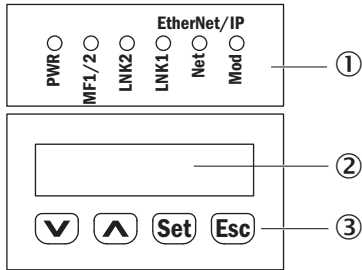 EtherNet/IP
PWR
MF1/2
LNK2
LNK1
Net
Mod
①
②
Set
Esc
③